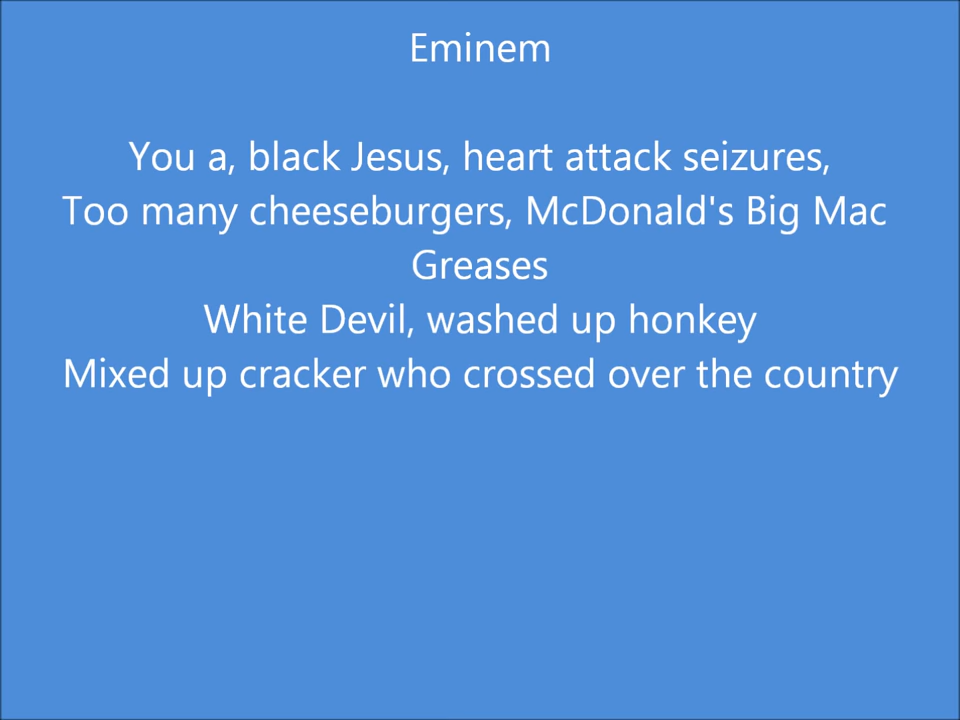 Eminem
You a, black Jesus, heart attack seizures,
Too many cheeseburgers, McDonald's Big Mac
Greases
White Devil, washed up honkey
Mixed up cracker who crossed over the country